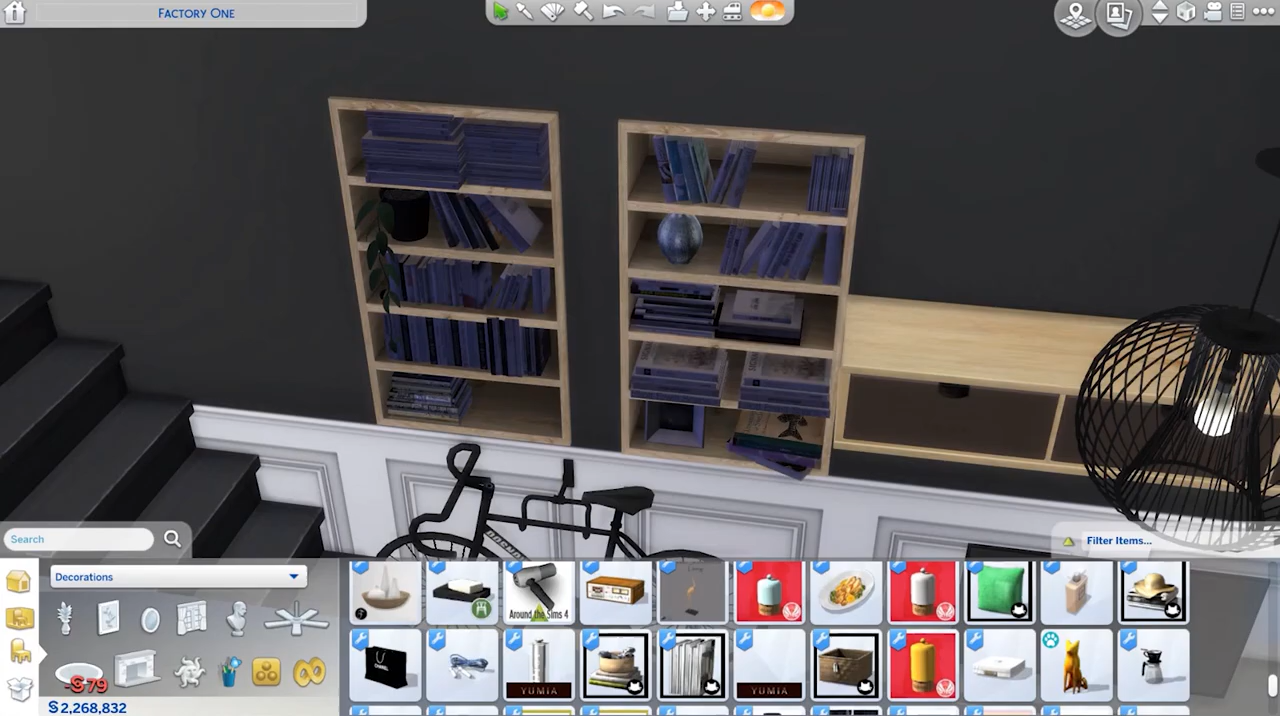 FACTORY ONE
Search
Filter Items...
Decorations
Around the Sims 4
CHANEL
YUMIA
YUMIA
-§79
§2,268,832